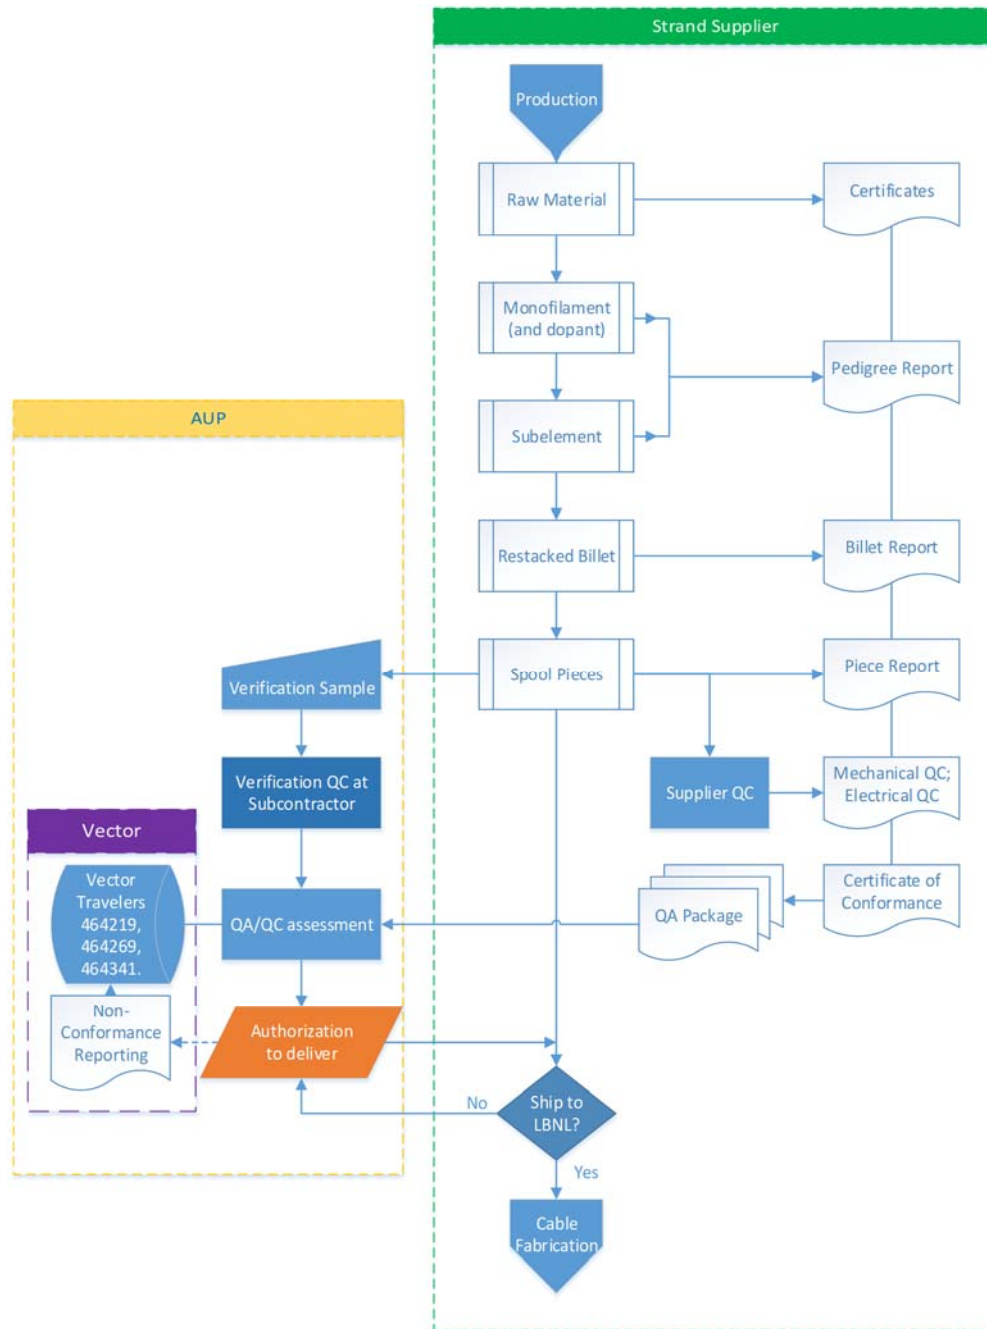 Strand Supplier
Production
Raw Material
Certificates
Monofilament
(and dopant)
Pedigree Report
AUP
Subelement
Restacked Billet
Billet Report
Verification Sample
Spool Pieces
Piece Report
Verification QC at
Subcontractor
Supplier QC
Mechanical QC;
Electrical QC
Vector
Vector
Travelers
464219,
464269,
464341.
QA/QC assessment
QA Package
Certificate of
Conformance
Non-
Conformance
Reporting
Authorization
to deliver
No
Ship to
LBNL?
Yes
Cable
Fabrication